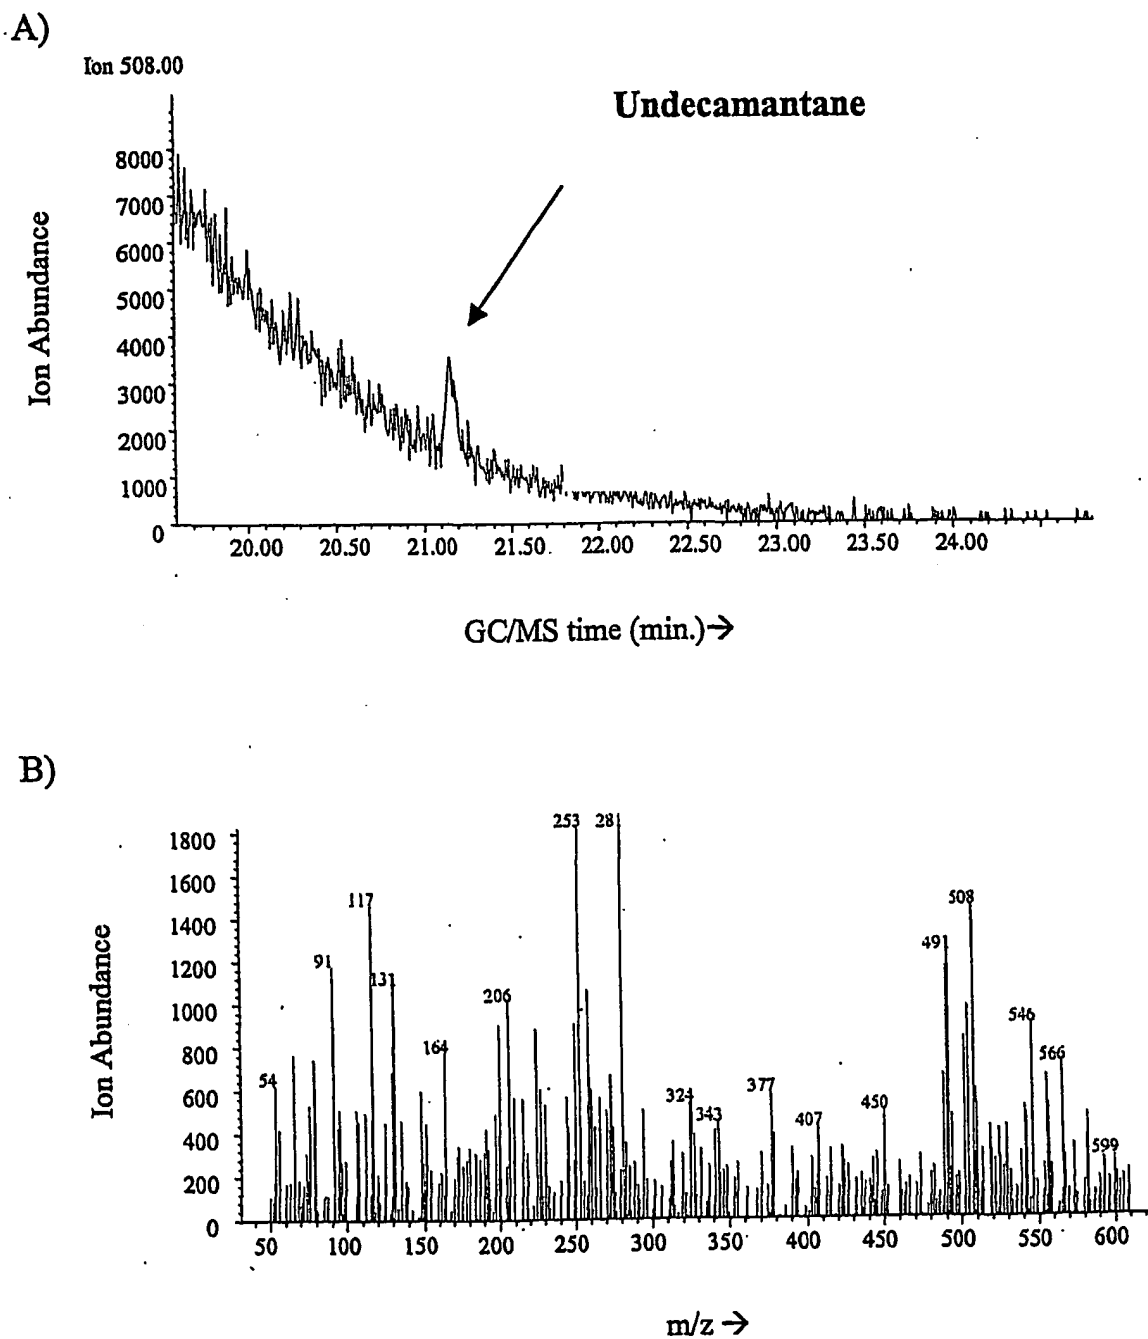 A)
Ion 508.00
Undecamantane
Ion Abundance
8000
7000
6000
5000
4000
3000
2000
1000
0
20.00 20.50 21.00 21.50 22.00 22.50 23.00 23.50 24.00
GC/MS time (min.)→
B)
Ion Abundance
1800
1600
1400
1200
1000
800
600
400
200
0
54 91 117 131 164 206 253 28 324 343 377 407 450 491 508 546 566 599
50 100 150 200 250 300 350 400 450 500 550 600
m/z →